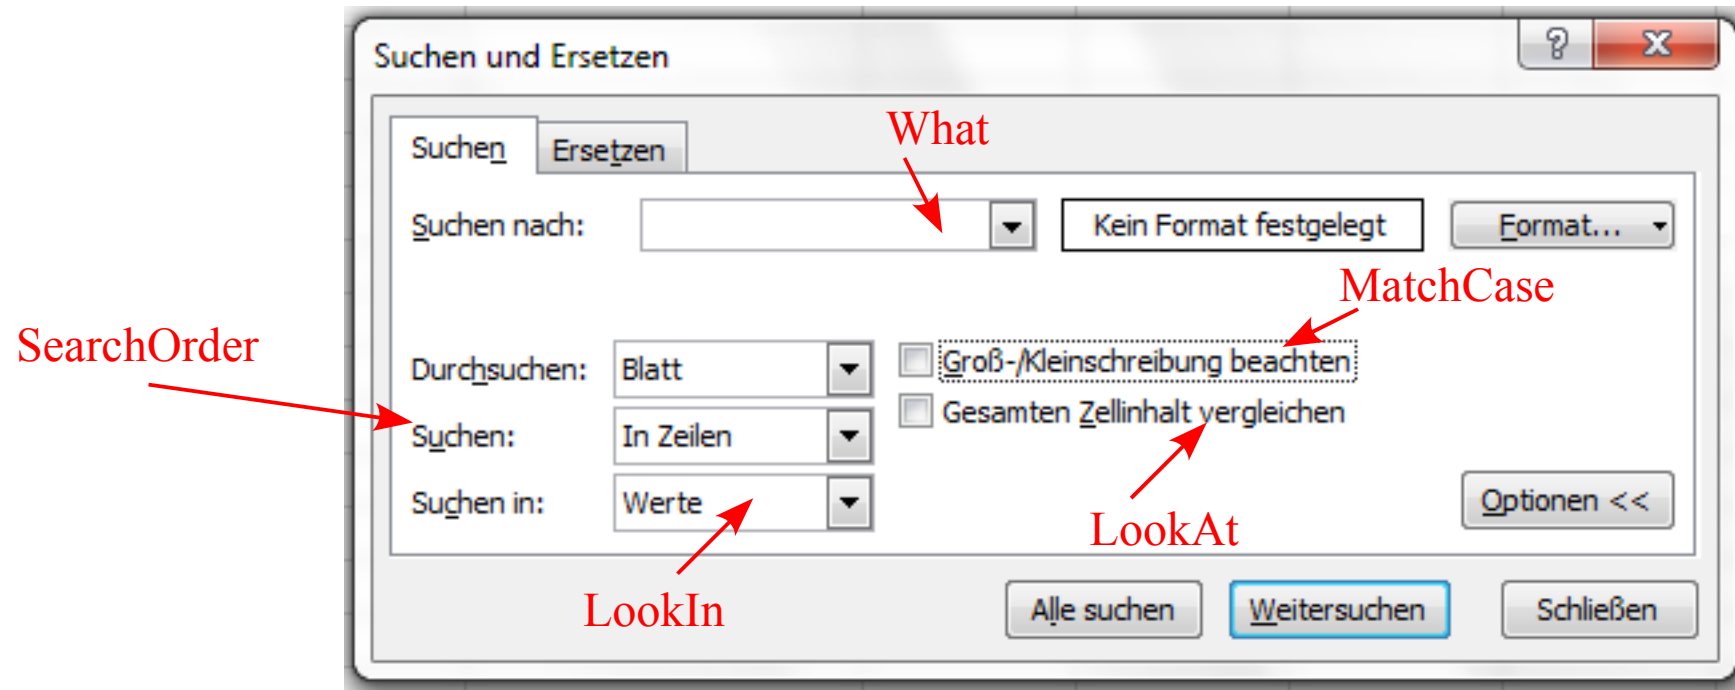 Suchen und Ersetzen
?
What
Suchen Ersetzen
Suchen nach: Kein Format festgelegt Format...
MatchCase
SearchOrder
Durchsuchen: Blatt Groß-/Kleinschreibung beachten
Gesamten Zellinhalt vergleichen
Suchen: In Zeilen
Suchen in: Werte Optionen <<
LookAt
LookIn
Alle suchen Weitersuchen Schließen